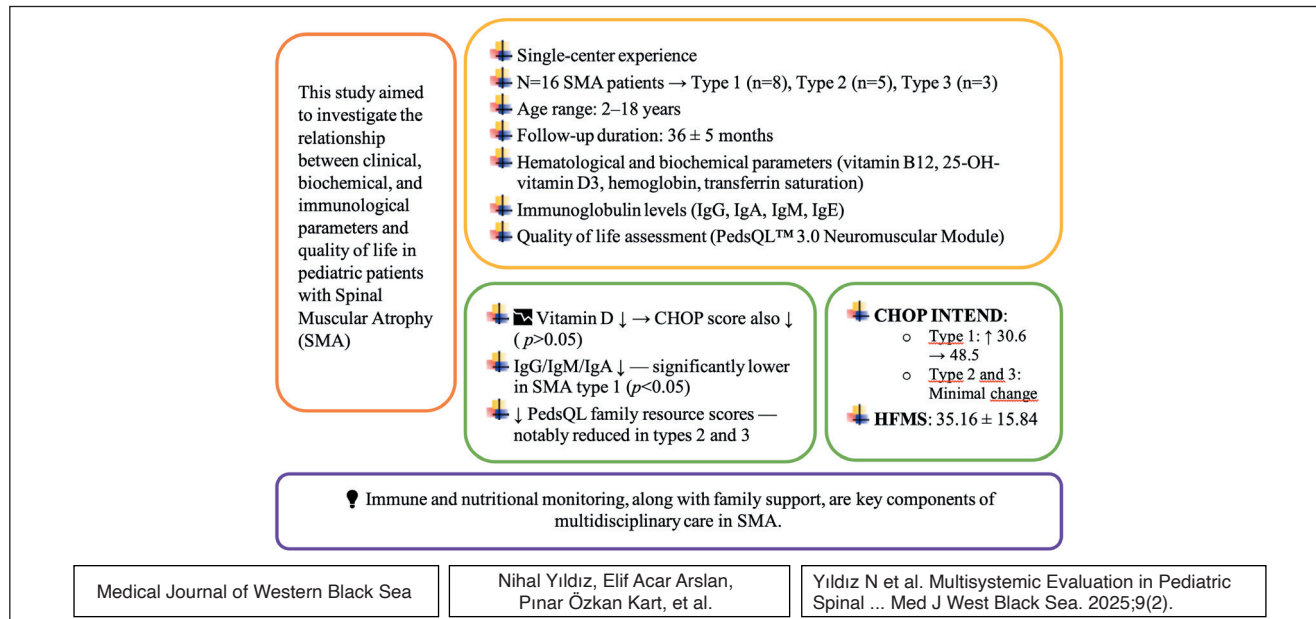 This study aimed
to investigate the
relationship
between clinical,
biochemical, and
immunological
parameters and
quality of life in
pediatric patients
with Spinal
Muscular Atrophy
(SMA)
Single-center experience
N=16 SMA patients → Type 1 (n=8), Type 2 (n=5), Type 3 (n=3)
Age range: 2–18 years
Follow-up duration: 36 ± 5 months
Hematological and biochemical parameters (vitamin B12, 25-OH-
vitamin D3, hemoglobin, transferrin saturation)
Immunoglobulin levels (IgG, IgA, IgM, IgE)
Quality of life assessment (PedsQL™ 3.0 Neuromuscular Module)
Vitamin D ↓ → CHOP score also ↓
( p>0.05)
IgG/IgM/IgA ↓ — significantly lower
in SMA type 1 (p<0.05)
↓ PedsQL family resource scores —
notably reduced in types 2 and 3
CHOP INTEND:
o Type 1: ↑ 30.6
→ 48.5
o Type 2 and 3:
Minimal change
HFMS: 35.16 ± 15.84
Immune and nutritional monitoring, along with family support, are key components of
multidisciplinary care in SMA.
Medical Journal of Western Black Sea
Nihal Yıldız, Elif Acar Arslan,
Pınar Özkan Kart, et al.
Yıldız N et al. Multisystemic Evaluation in Pediatric
Spinal ... Med J West Black Sea. 2025;9(2).